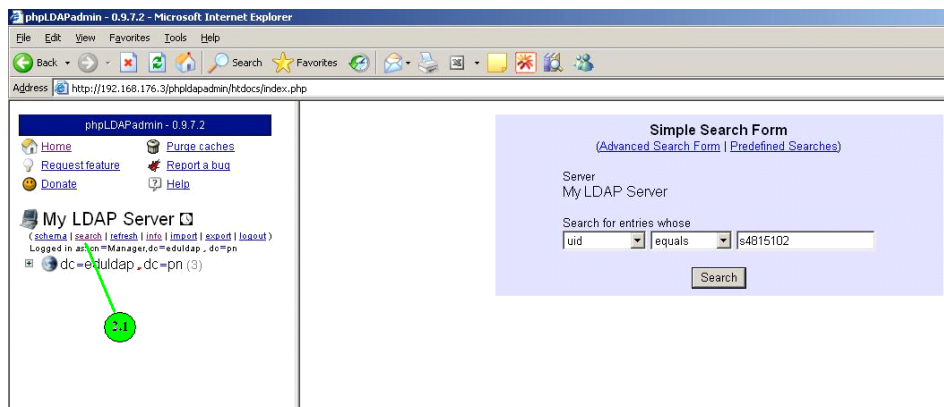 phpLDAPadmin - 0.9.7.2 - Microsoft Internet Explorer
File Edit View Favorites Tools Help
Back Search Favorites
Address http://192.168.176.3/phpldapadmin/htdocs/index.php
phpLDAPadmin - 0.9.7.2
Home Purge caches
Request feature Report a bug
Donate Help
My LDAP Server
( schema | search | refresh | info | import | export | logout )
Logged in as: cn=Manager,dc=eduldap , dc=pn
dc=eduldap , dc=pn (3)
2.1
Simple Search Form
(Advanced Search Form | Predefined Searches)
Server
My LDAP Server
Search for entries whose
uid equals s4815102
Search